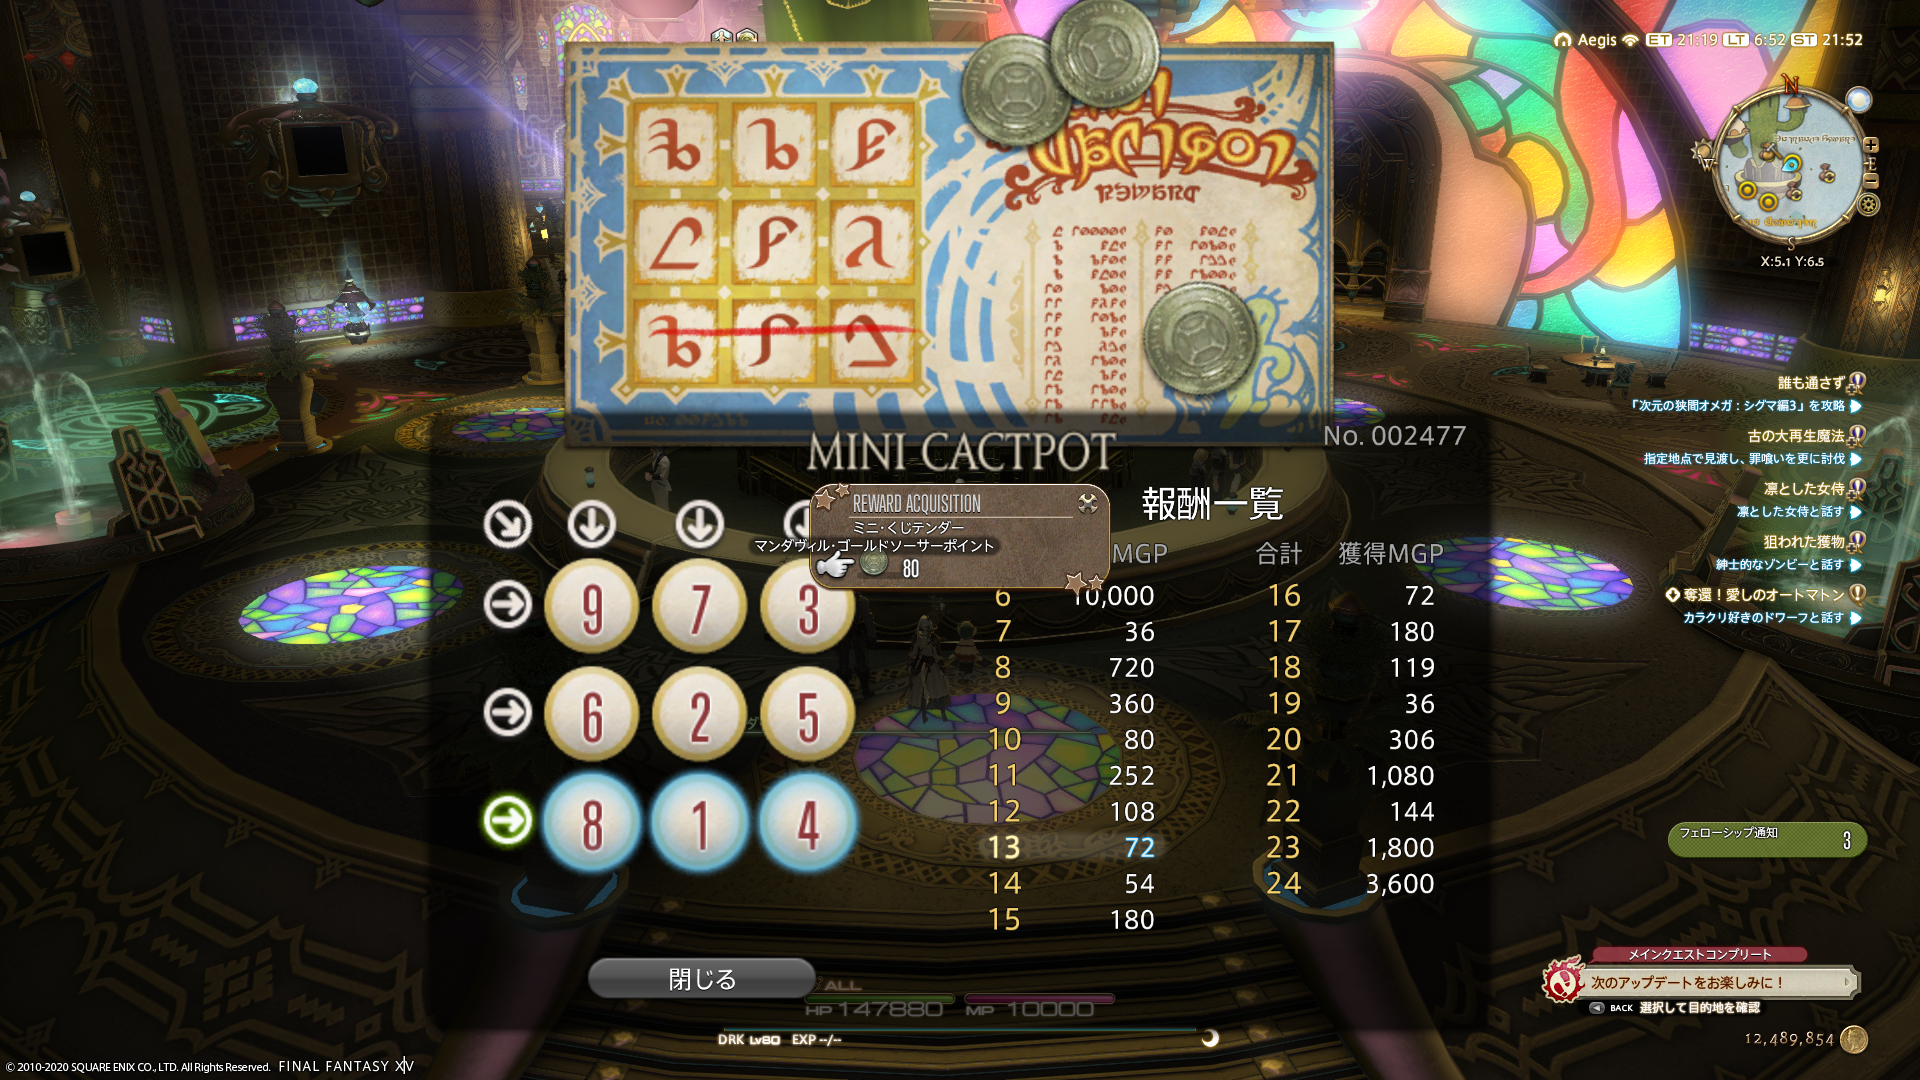 Aegis ET 21:19 LT 6:52 ST 21:52
N
W
E
S
X:5.1 Y:6.5
誰も通さず
「次元の狭間オメガ：シグマ編3」を攻略
古の大再生魔法
指定地点で見渡し、罪喰いを更に討伐
凛とした女侍
凛とした女侍と話す
狙われた獲物
紳士的なゾンビーと話す
奪還！愛しのオートマトン
カラクリ好きのドワーフと話す
MINI CACTPOT
No. 002477
REWARD ACQUISITION
ミニ・くじテンダー
マンダヴィル・ゴールドソーサーポイント
80
報酬一覧
MGP 合計 獲得MGP
9 7 3
6 2 5
8 1 4
6 10,000 16 72
7 36 17 180
8 720 18 119
9 360 19 36
10 80 20 306
11 252 21 1,080
12 108 22 144
13 72 23 1,800
14 54 24 3,600
15 180
閉じる
フェローシップ通知 3
メインクエストコンプリート
次のアップデートをお楽しみに！
BACK 選択して目的地を確認
12,489,854
ALL
HP 147880 MP 10000
DRK Lv80 EXP --/--
© 2010-2020 SQUARE ENIX CO., LTD. All Rights Reserved. FINAL FANTASY XIV